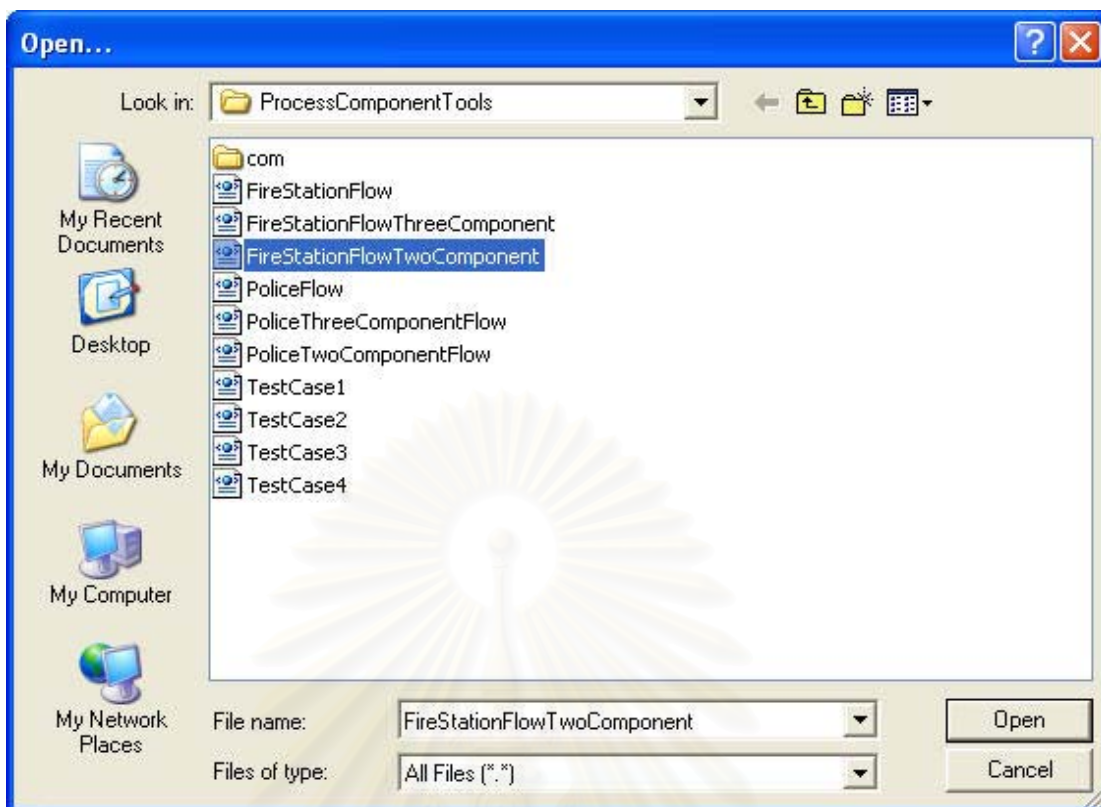 Open...
Look in:
ProcessComponentTools
My Recent
Documents
Desktop
My Documents
My Computer
My Network
Places
com
FireStationFlow
FireStationFlowThreeComponent
FireStationFlowTwoComponent
PoliceFlow
PoliceThreeComponentFlow
PoliceTwoComponentFlow
TestCase1
TestCase2
TestCase3
TestCase4
File name:
FireStationFlowTwoComponent
Open
Files of type:
All Files (*.*)
Cancel